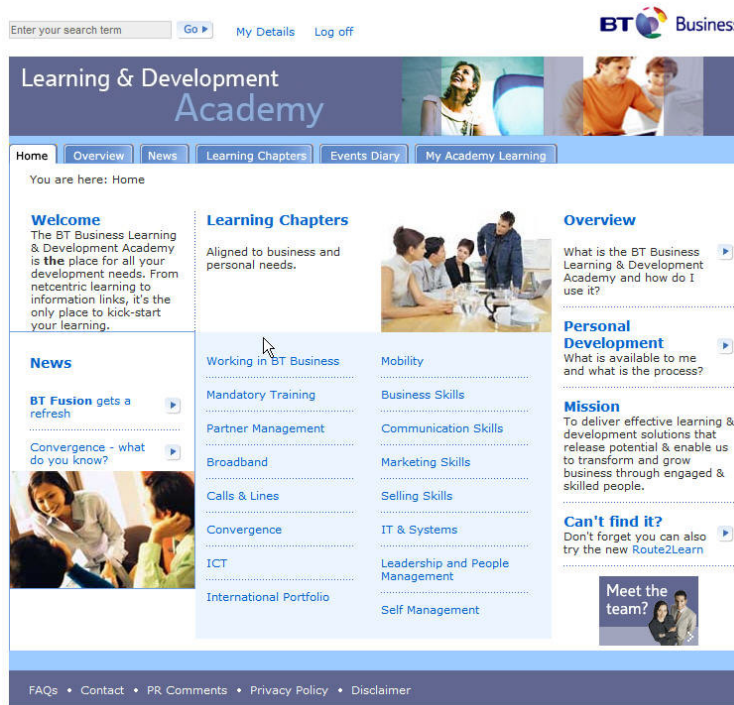 Enter your search term
Go
My Details
Log off
BT
Busines
Learning & Development
Academy
Home
Overview
News
Learning Chapters
Events Diary
My Academy Learning
You are here: Home
Welcome
The BT Business Learning
& Development Academy
is the place for all your
development needs. From
netcentric learning to
information links, it's the
only place to kick-start
your learning.
News
BT Fusion gets a
refresh
Convergence - what
do you know?
Learning Chapters
Aligned to business and
personal needs.
Working in BT Business
Mandatory Training
Partner Management
Broadband
Calls & Lines
Convergence
ICT
International Portfolio
Mobility
Business Skills
Communication Skills
Marketing Skills
Selling Skills
IT & Systems
Leadership and People
Management
Self Management
Overview
What is the BT Business
Learning & Development
Academy and how do I
use it?
Personal
Development
What is available to me
and what is the process?
Mission
To deliver effective learning &
development solutions that
release potential & enable us
to transform and grow
business through engaged &
skilled people.
Can't find it?
Don't forget you can also
try the new Route2Learn
Meet the
team?
FAQs • Contact • PR Comments • Privacy Policy • Disclaimer